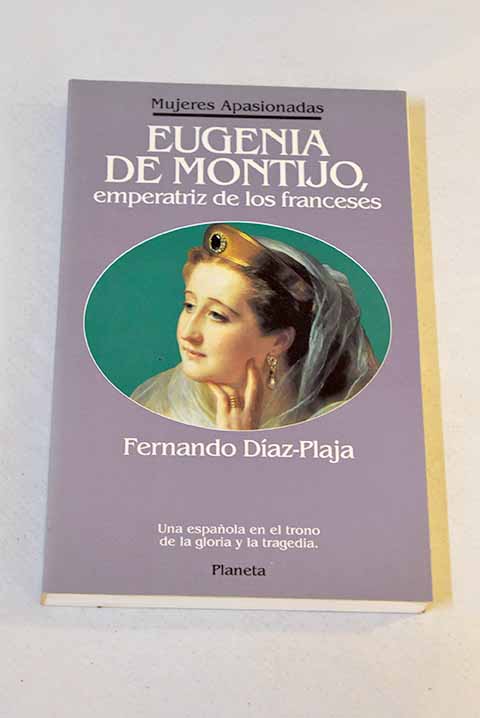 Mujeres Apasionadas
EUGENIA
DE MONTIJO,
emperatriz de los franceses
Fernando Díaz-Plaja
Una española en el trono
de la gloria y la tragedia.
Planeta